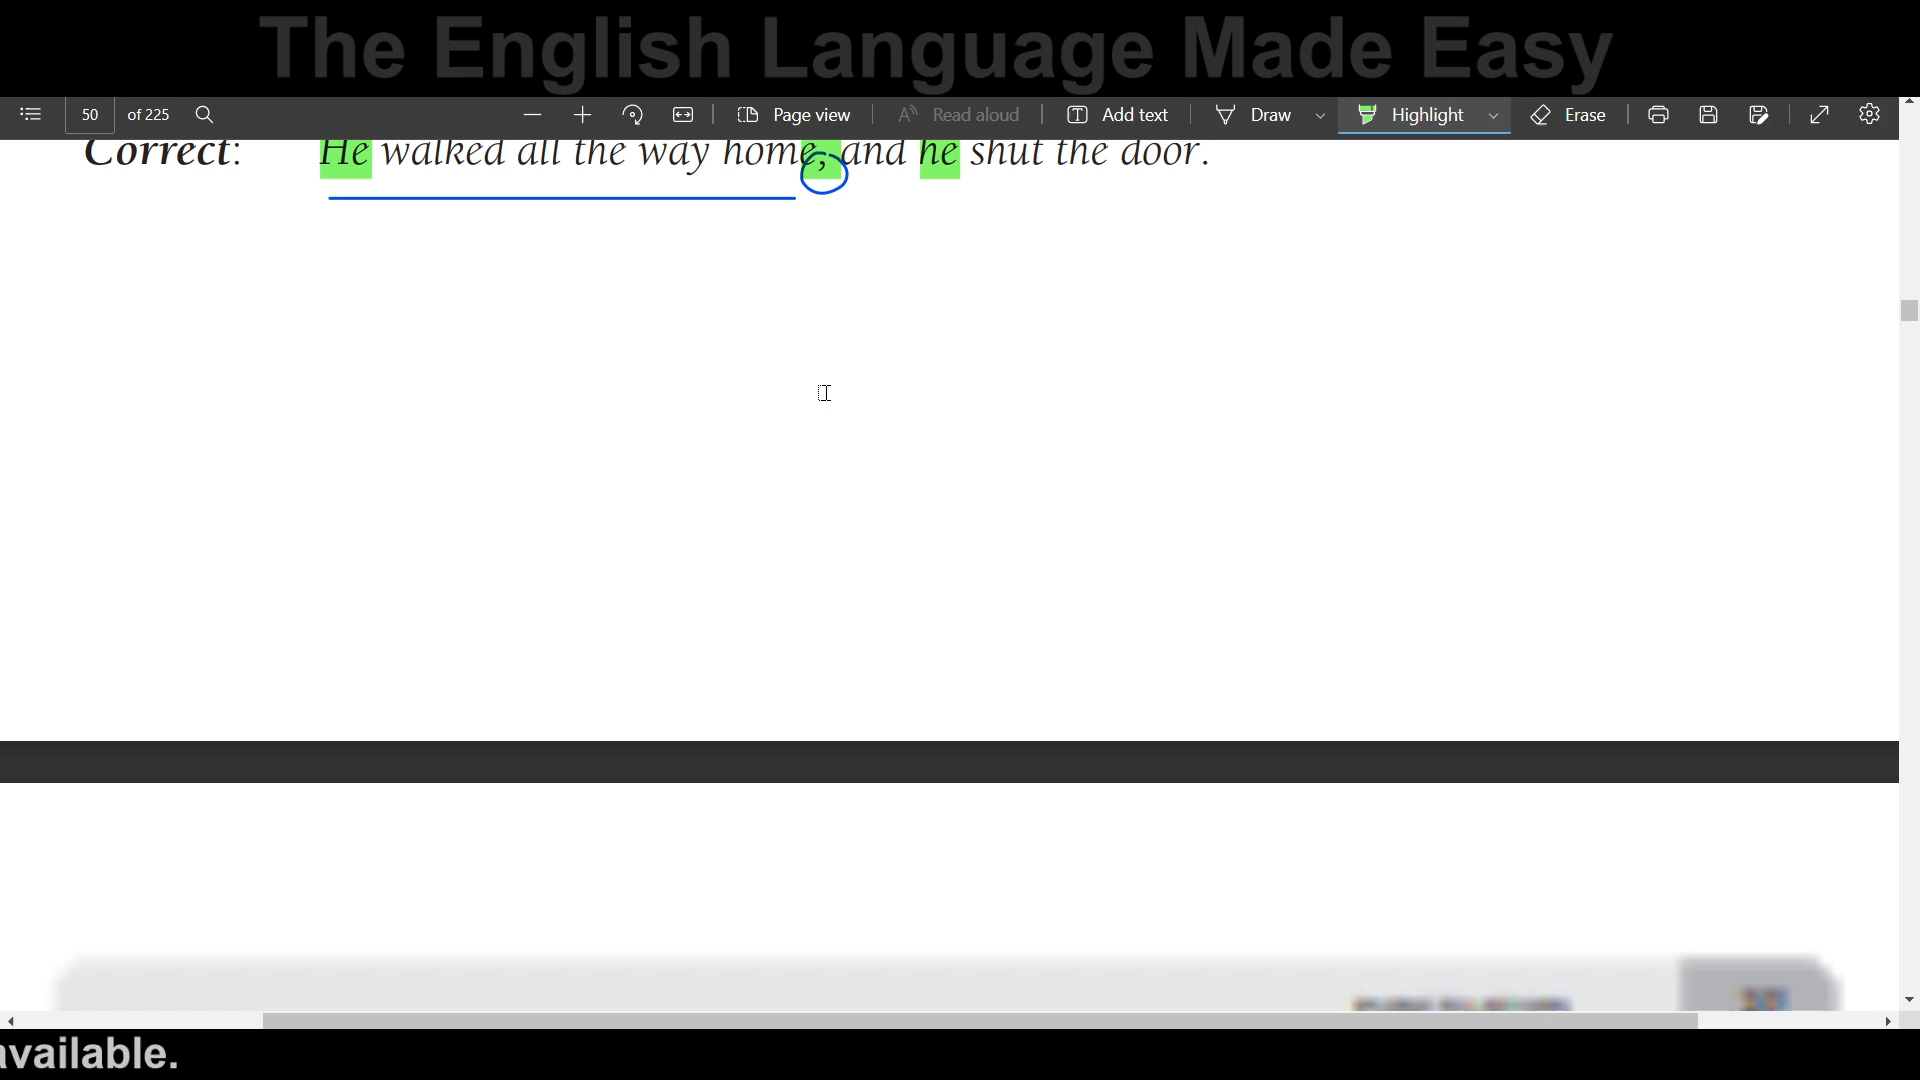 The English Language Made Easy
50 of 225 Page view Read aloud Add text Draw Highlight Erase
Correct: He walked all the way home, and he shut the door.
available.